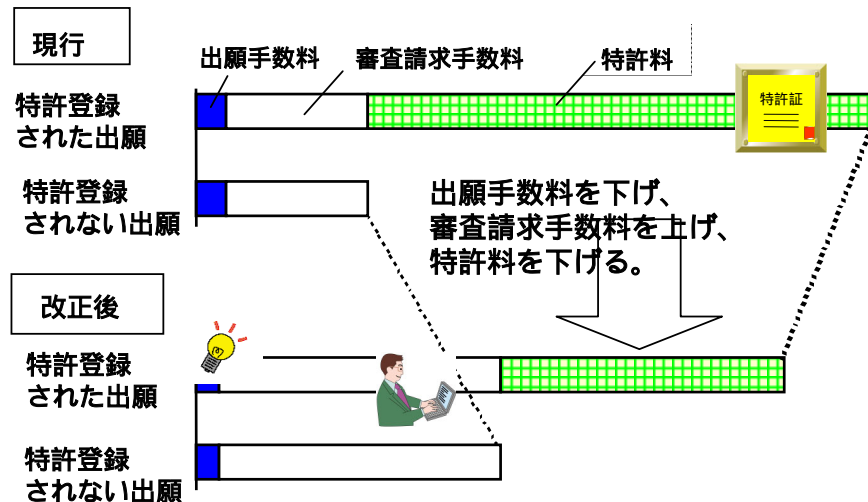 現行
出願手数料
審査請求手数料
特許料
特許登録
された出願
特許証
特許登録
されない出願
出願手数料を下げ、
審査請求手数料を上げ、
特許料を下げる。
改正後
特許登録
された出願
特許登録
されない出願